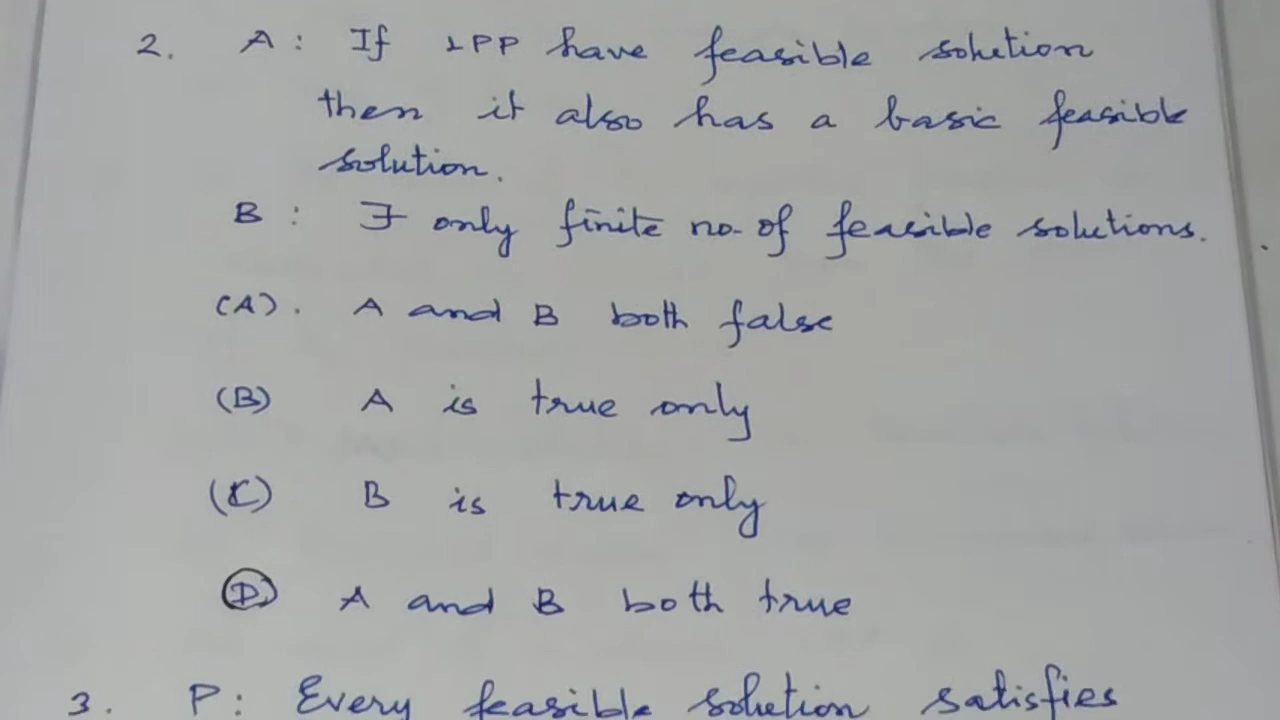 2. A: If LPP have feasible solution
then it also has a basic feasible
solution.
B: ∃ only finite no. of feasible solutions.
(A). A and B both false
(B) A is true only
(C) B is true only
(D) A and B both true
3. P: Every feasible solution satisfies